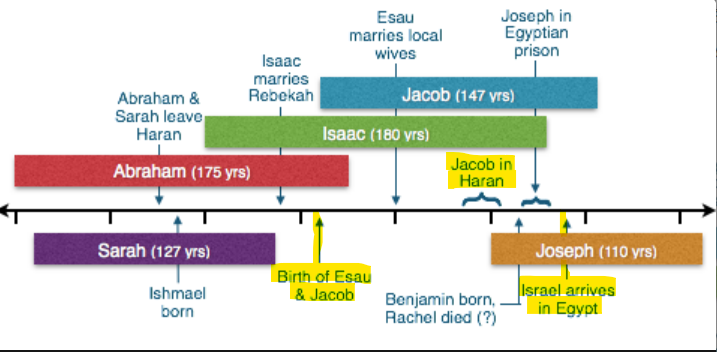 Esau
marries local
wives
Joseph in
Egyptian
prison
Isaac
marries
Rebekah
Abraham &
Sarah leave
Haran
Jacob (147 yrs)
Isaac (180 yrs)
Abraham (175 yrs)
Jacob in
Haran
Sarah (127 yrs)
Joseph (110 yrs)
Ishmael
born
Birth of Esau
& Jacob
Benjamin born,
Rachel died (?)
Israel arrives
in Egypt